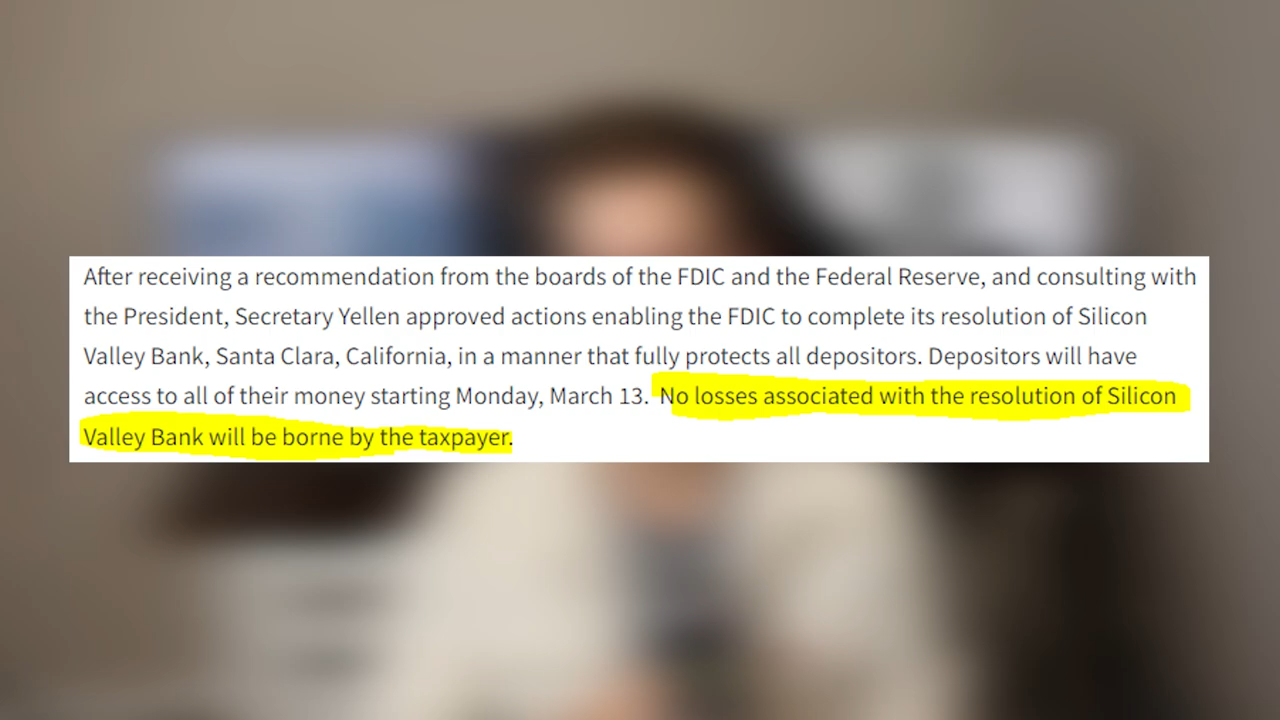 After receiving a recommendation from the boards of the FDIC and the Federal Reserve, and consulting with
the President, Secretary Yellen approved actions enabling the FDIC to complete its resolution of Silicon
Valley Bank, Santa Clara, California, in a manner that fully protects all depositors. Depositors will have
access to all of their money starting Monday, March 13. No losses associated with the resolution of Silicon
Valley Bank will be borne by the taxpayer.